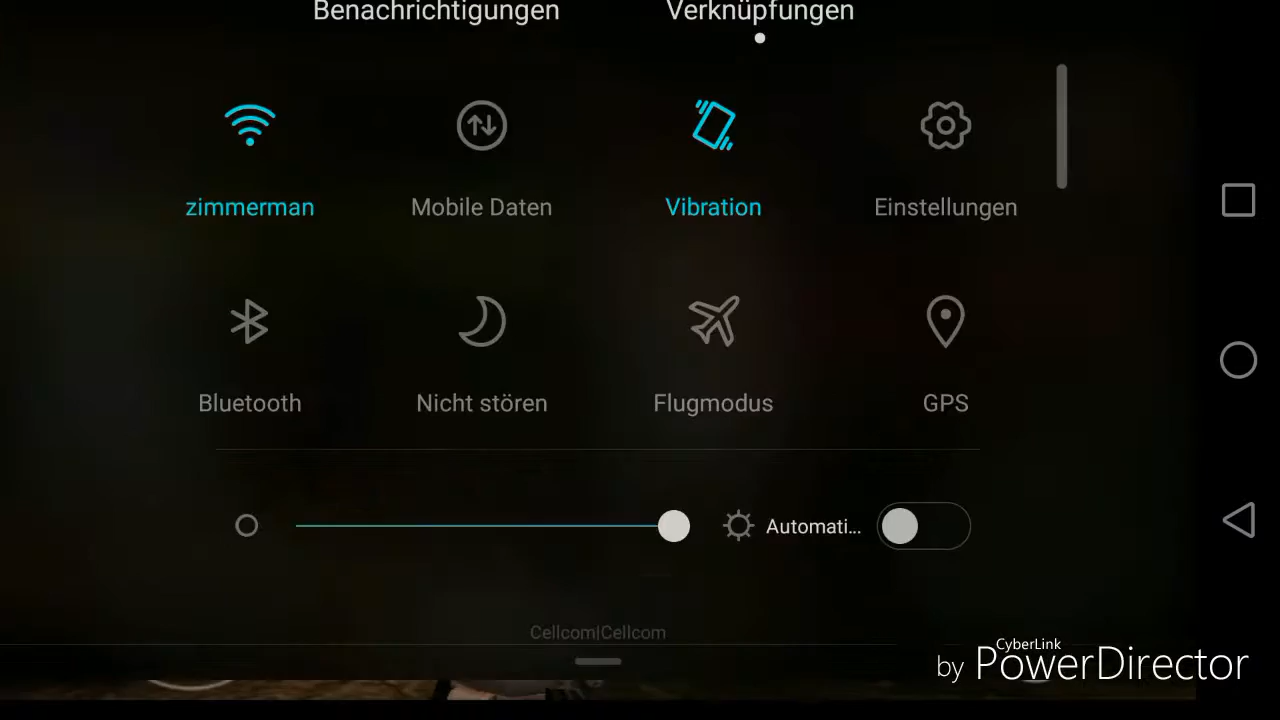 Benachrichtigungen Verknüpfungen
zimmerman Mobile Daten Vibration Einstellungen
Bluetooth Nicht stören Flugmodus GPS
Automati...
Cellcom|Cellcom
CyberLink
by PowerDirector